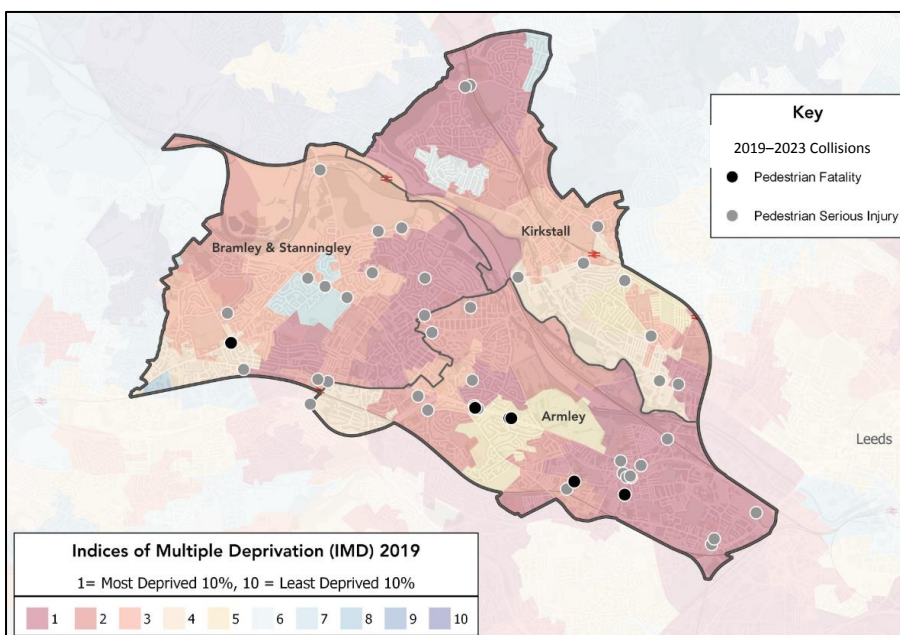 Key
2019–2023 Collisions
Pedestrian Fatality
Pedestrian Serious Injury
Kirkstall
Bramley & Stanningley
Armley
Leeds
Indices of Multiple Deprivation (IMD) 2019
1= Most Deprived 10%, 10 = Least Deprived 10%
1 2 3 4 5 6 7 8 9 10